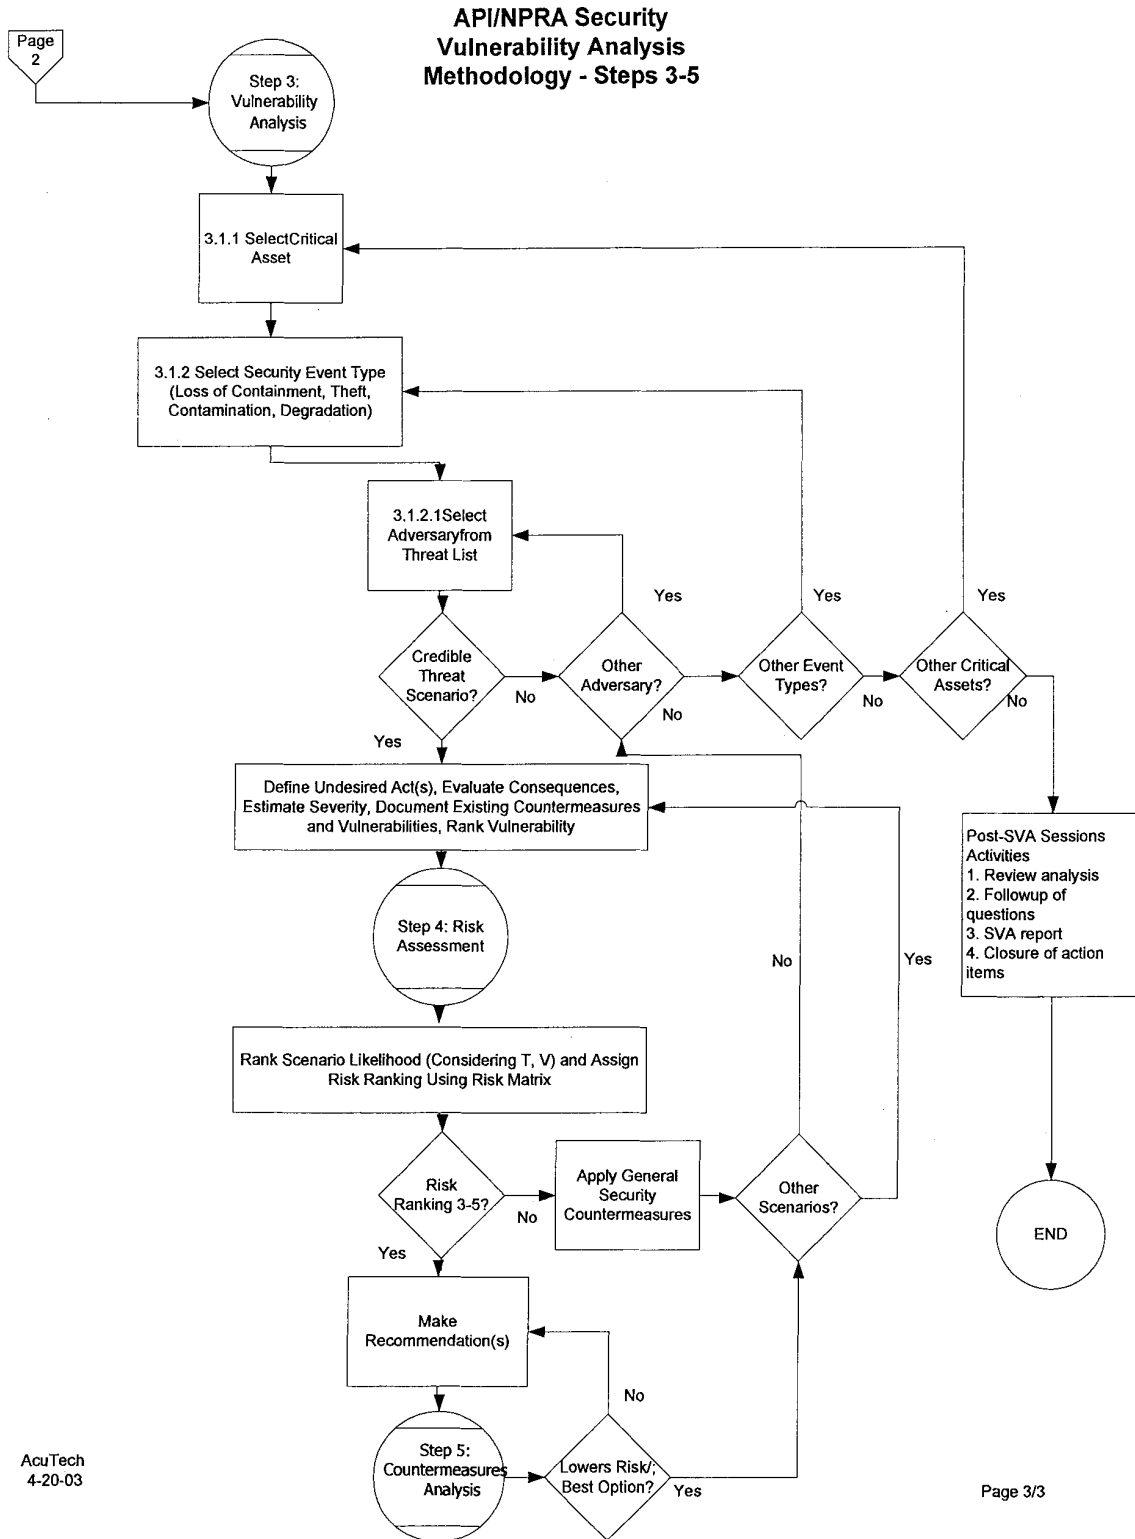 API/NPRA Security
Vulnerability Analysis
Methodology - Steps 3-5
Page
2
Step 3:
Vulnerability
Analysis
3.1.1 SelectCritical
Asset
3.1.2 Select Security Event Type
(Loss of Containment, Theft,
Contamination, Degradation)
3.1.2.1Select
Adversaryfrom
Threat List
Yes
Yes
Yes
Credible
Threat
Scenario?
No
Other
Adversary?
No
Other Event
Types?
No
Other Critical
Assets?
No
Yes
Define Undesired Act(s), Evaluate Consequences,
Estimate Severity, Document Existing Countermeasures
and Vulnerabilities, Rank Vulnerability
Post-SVA Sessions
Activities
1. Review analysis
2. Followup of
questions
3. SVA report
4. Closure of action
items
Step 4: Risk
Assessment
No
Yes
Rank Scenario Likelihood (Considering T, V) and Assign
Risk Ranking Using Risk Matrix
Risk
Ranking 3-5?
No
Apply General
Security
Countermeasures
Other
Scenarios?
END
Yes
Make
Recommendation(s)
No
Step 5:
Countermeasures
Analysis
Lowers Risk/;
Best Option?
Yes
AcuTech
4-20-03
Page 3/3